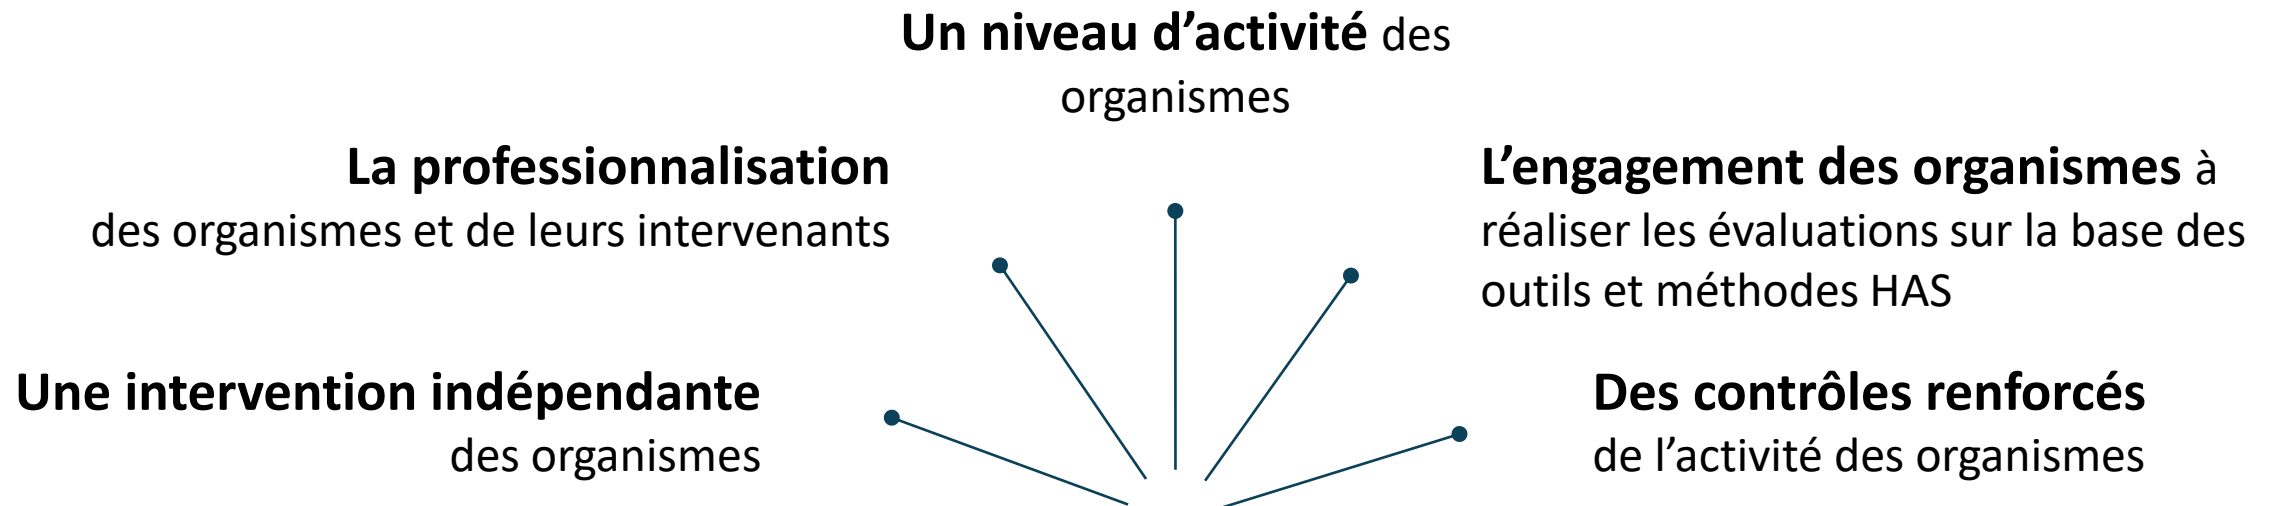 Un niveau d’activité des
organismes
La professionnalisation
des organismes et de leurs intervenants
L’engagement des organismes à
réaliser les évaluations sur la base des
outils et méthodes HAS
Une intervention indépendante
des organismes
Des contrôles renforcés
de l’activité des organismes